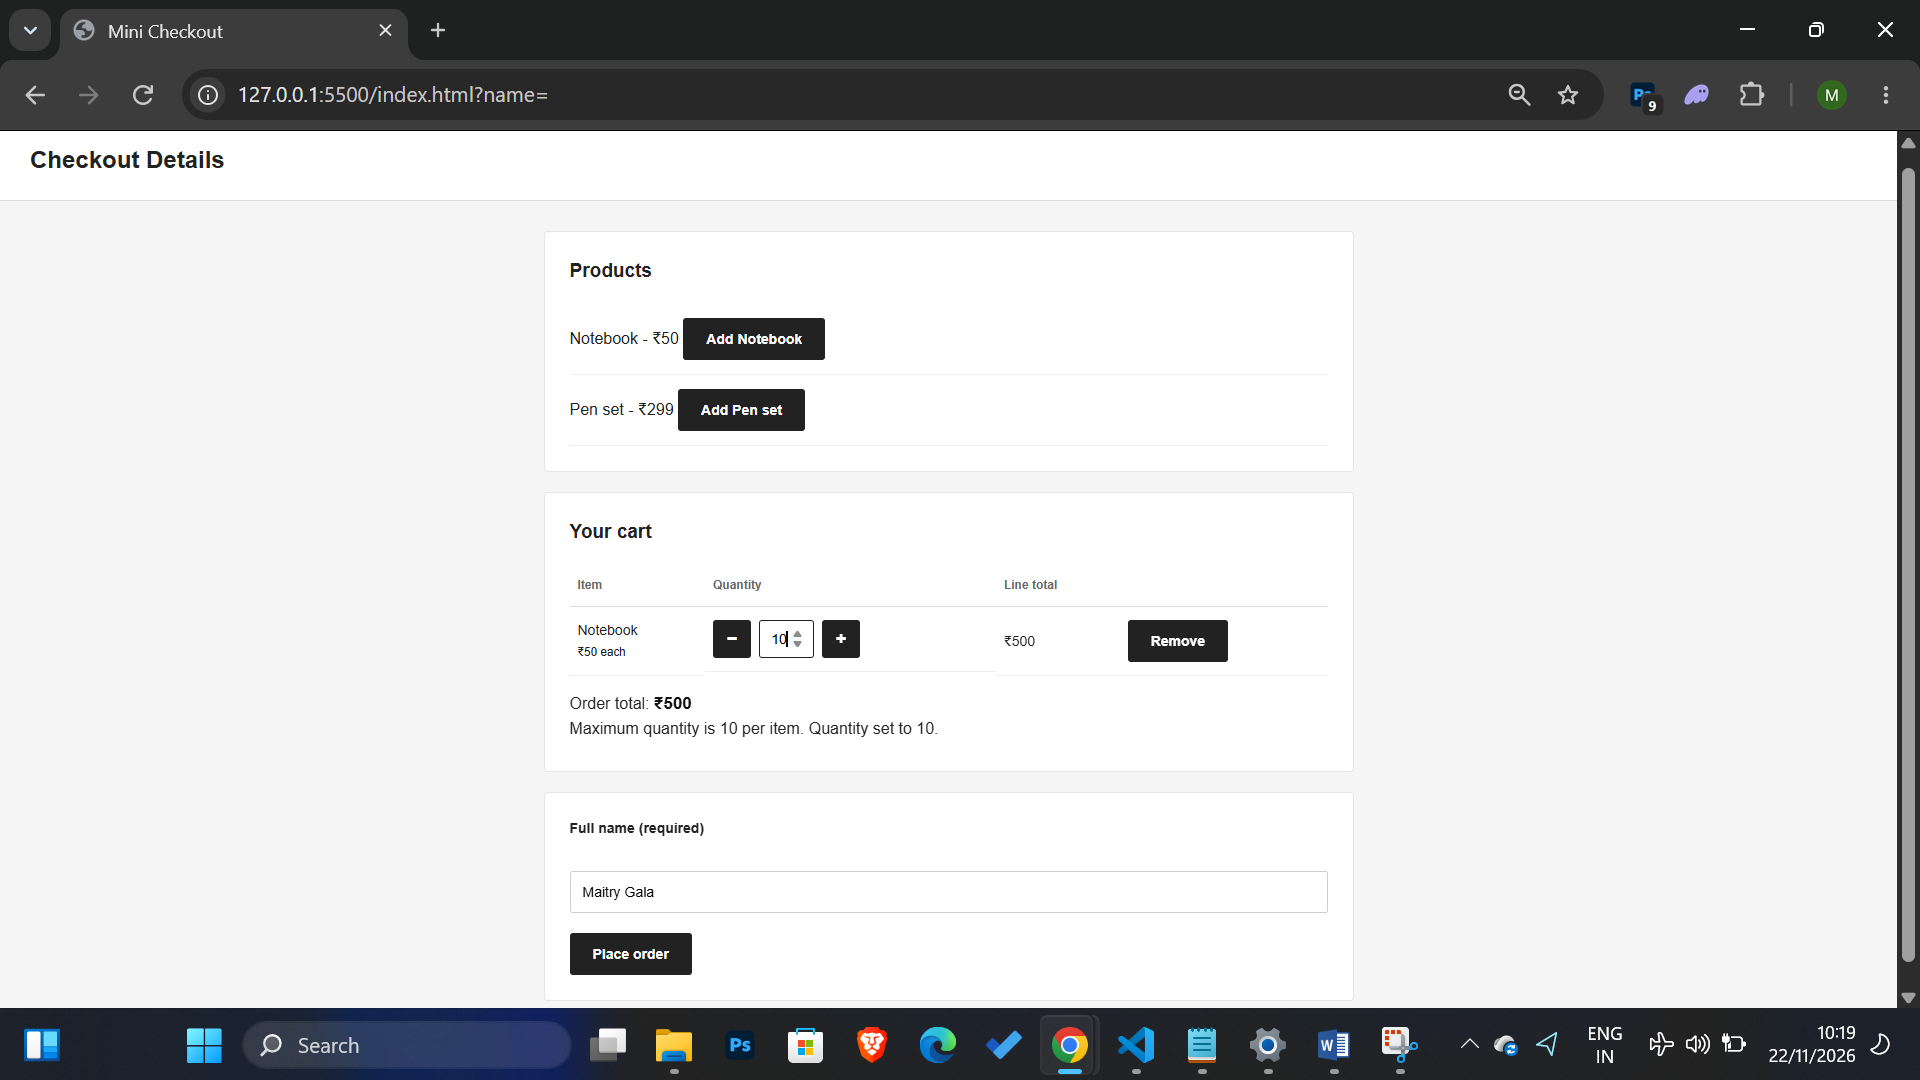 Mini Checkout
127.0.0.1:5500/index.html?name=
9
M
Checkout Details
Products
Notebook - ₹50 Add Notebook
Pen set - ₹299 Add Pen set
Your cart
Item Quantity Line total
Notebook
₹50 each
- 10 + ₹500 Remove
Order total: ₹500
Maximum quantity is 10 per item. Quantity set to 10.
Full name (required)
Maitry Gala
Place order
Search
Ps
W
ENG
IN
10:19
22/11/2026